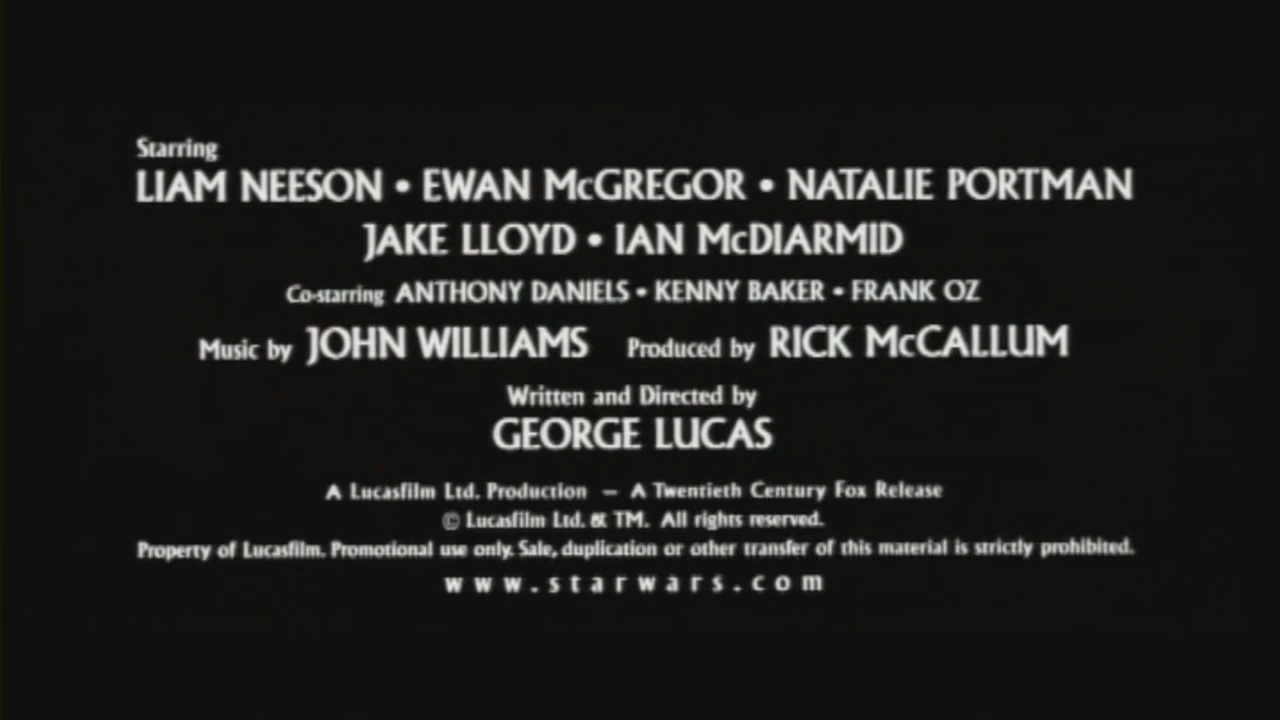 Starring
LIAM NEESON • EWAN McGREGOR • NATALIE PORTMAN
JAKE LLOYD • IAN McDIARMID
Co-starring ANTHONY DANIELS • KENNY BAKER • FRANK OZ
Music by JOHN WILLIAMS Produced by RICK McCALLUM
Written and Directed by
GEORGE LUCAS
A Lucasfilm Ltd. Production – A Twentieth Century Fox Release
© Lucasfilm Ltd. & TM. All rights reserved.
Property of Lucasfilm. Promotional use only. Sale, duplication or other transfer of this material is strictly prohibited.
www.starwars.com